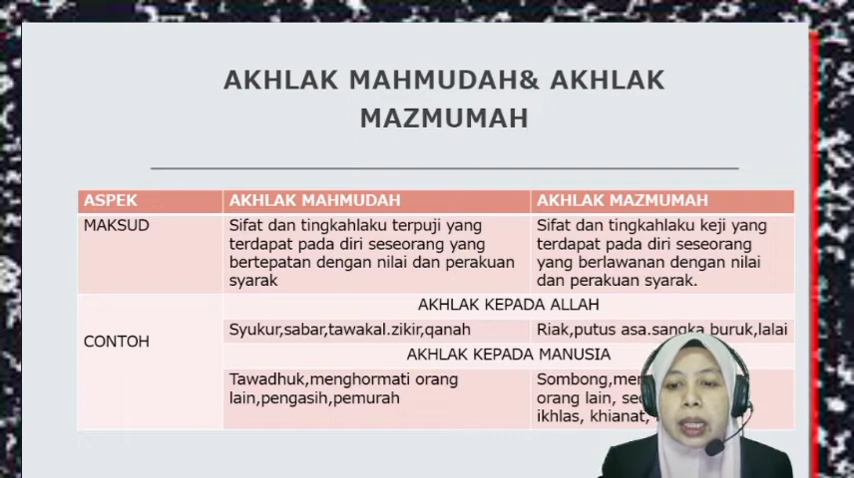 AKHLAK MAHMUDAH& AKHLAK
MAZMUMAH
ASPEK
AKHLAK MAHMUDAH
AKHLAK MAZMUMAH
MAKSUD
Sifat dan tingkahlaku terpuji yang
terdapat pada diri seseorang yang
bertepatan dengan nilai dan perakuan
syarak
Sifat dan tingkahlaku keji yang
terdapat pada diri seseorang
yang berlawanan dengan nilai
dan perakuan syarak.
CONTOH
AKHLAK KEPADA ALLAH
Syukur,sabar,tawakal.zikir,qanah
Riak,putus asa.sangka buruk,lalai
AKHLAK KEPADA MANUSIA
Tawadhuk,menghormati orang
lain,pengasih,pemurah
Sombong,
orang lain,
ikhlas, khianat,